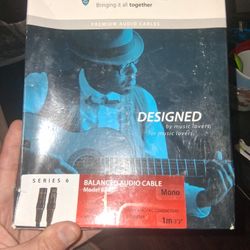 Bringing it all together
PREMIUM AUDIO CABLES
DESIGNED
by music lovers,
for music lovers.
SERIES 6
BALANCED AUDIO CABLE
Model
Mono
1m